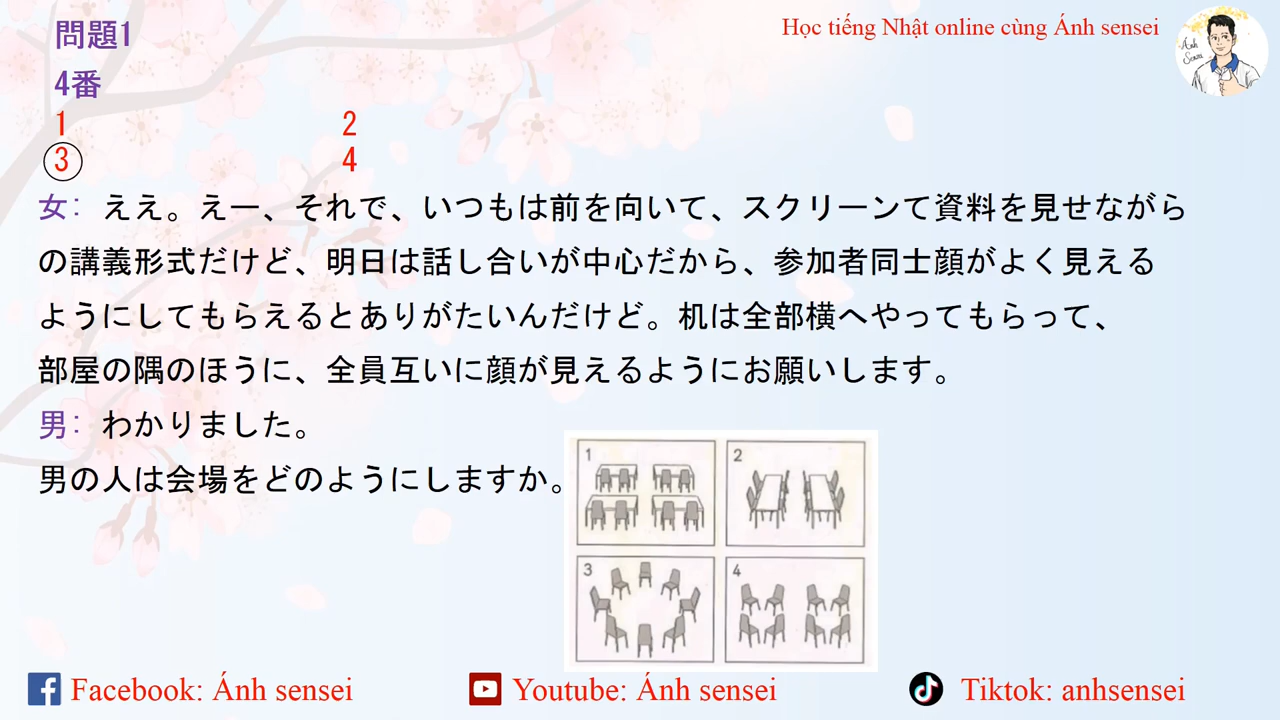 問題1
Học tiếng Nhật online cùng Ánh sensei
Ánh Sensei
4番
1 2
3 4
女: ええ。えー、それで、いつもは前を向いて、スクリーンて資料を見せながら
の講義形式だけど、明日は話し合いが中心だから、参加者同士顔がよく見える
ようにしてもらえるとありがたいんだけど。机は全部横へやってもらって、
部屋の隅のほうに、全員互いに顔が見えるようにお願いします。
男: わかりました。
男の人は会場をどのようにしますか。
1
2
3
4
Facebook: Ánh sensei
Youtube: Ánh sensei
Tiktok: anhsensei